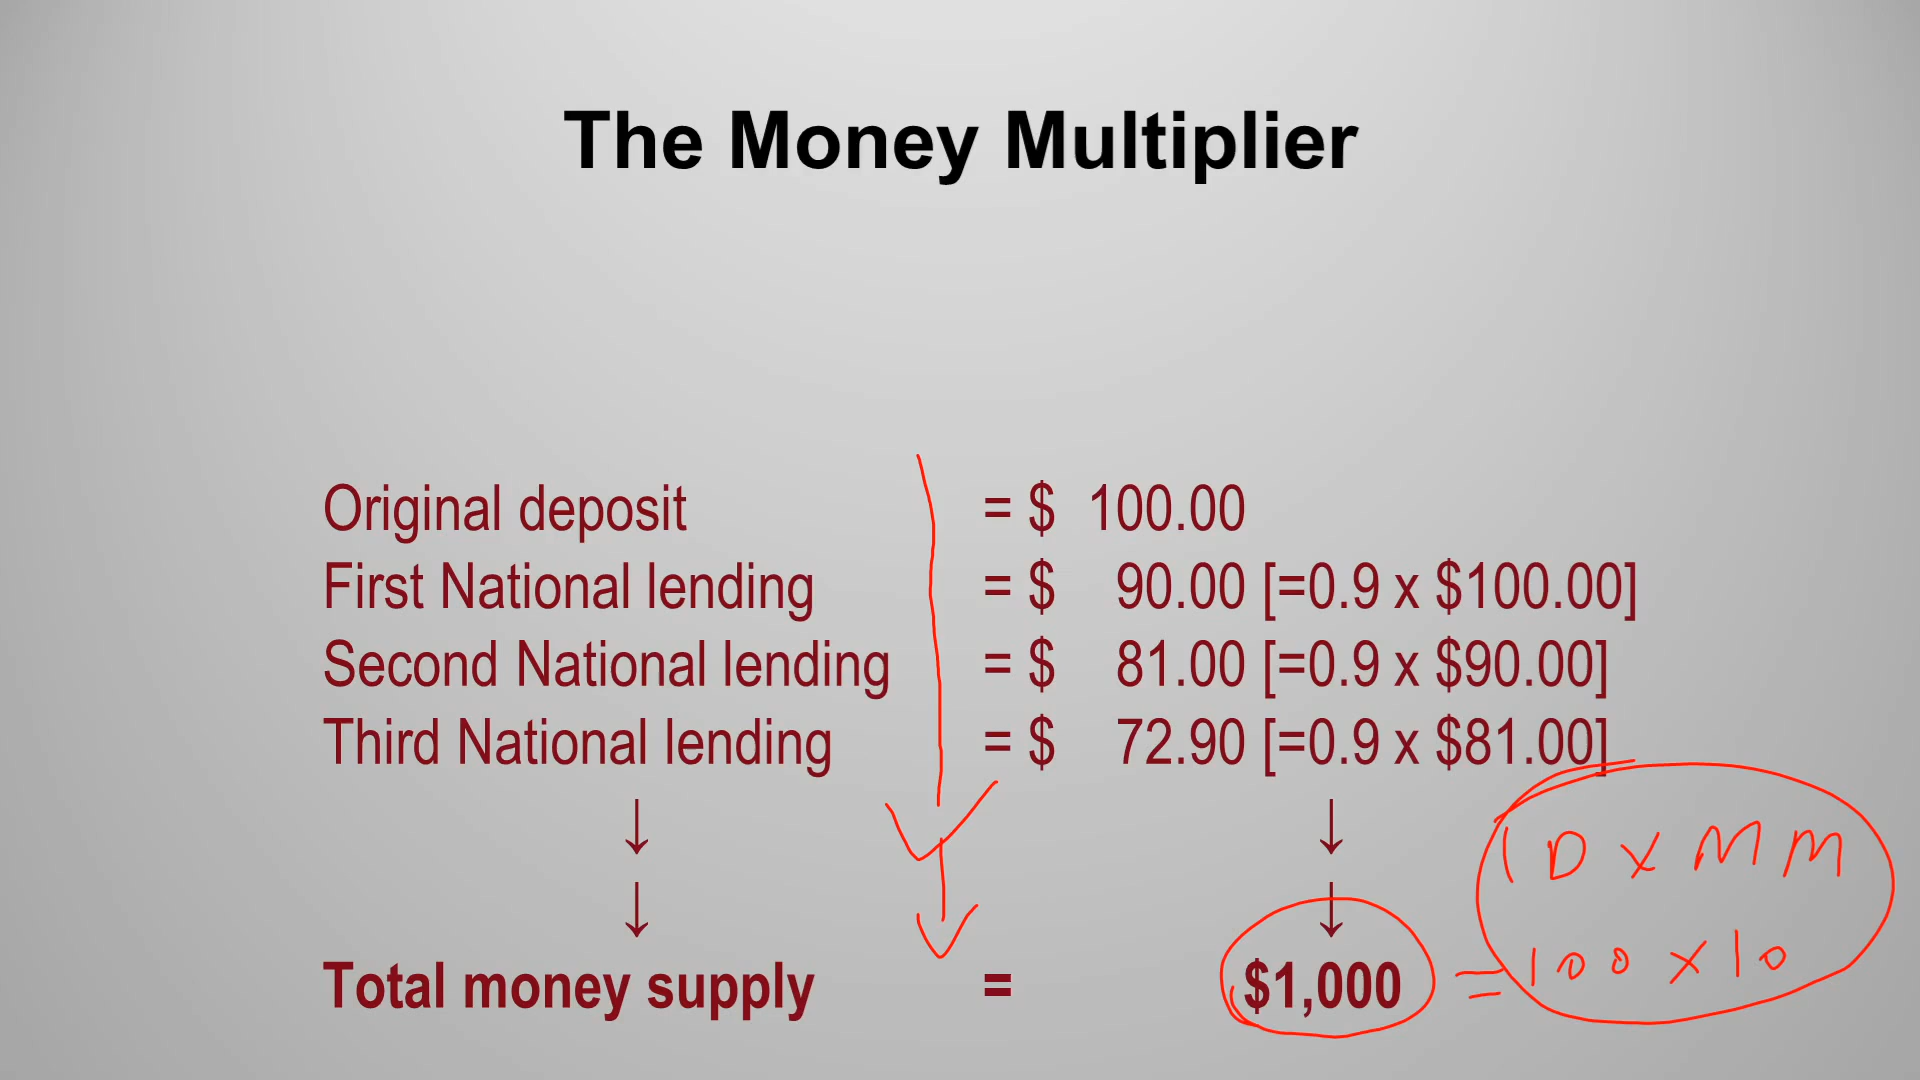 The Money Multiplier
Original deposit = $ 100.00
First National lending = $ 90.00 [=0.9 x $100.00]
Second National lending = $ 81.00 [=0.9 x $90.00]
Third National lending = $ 72.90 [=0.9 x $81.00]
↓ ↓
ID x MM
↓ ↓
Total money supply = $1,000 = 100 x 10